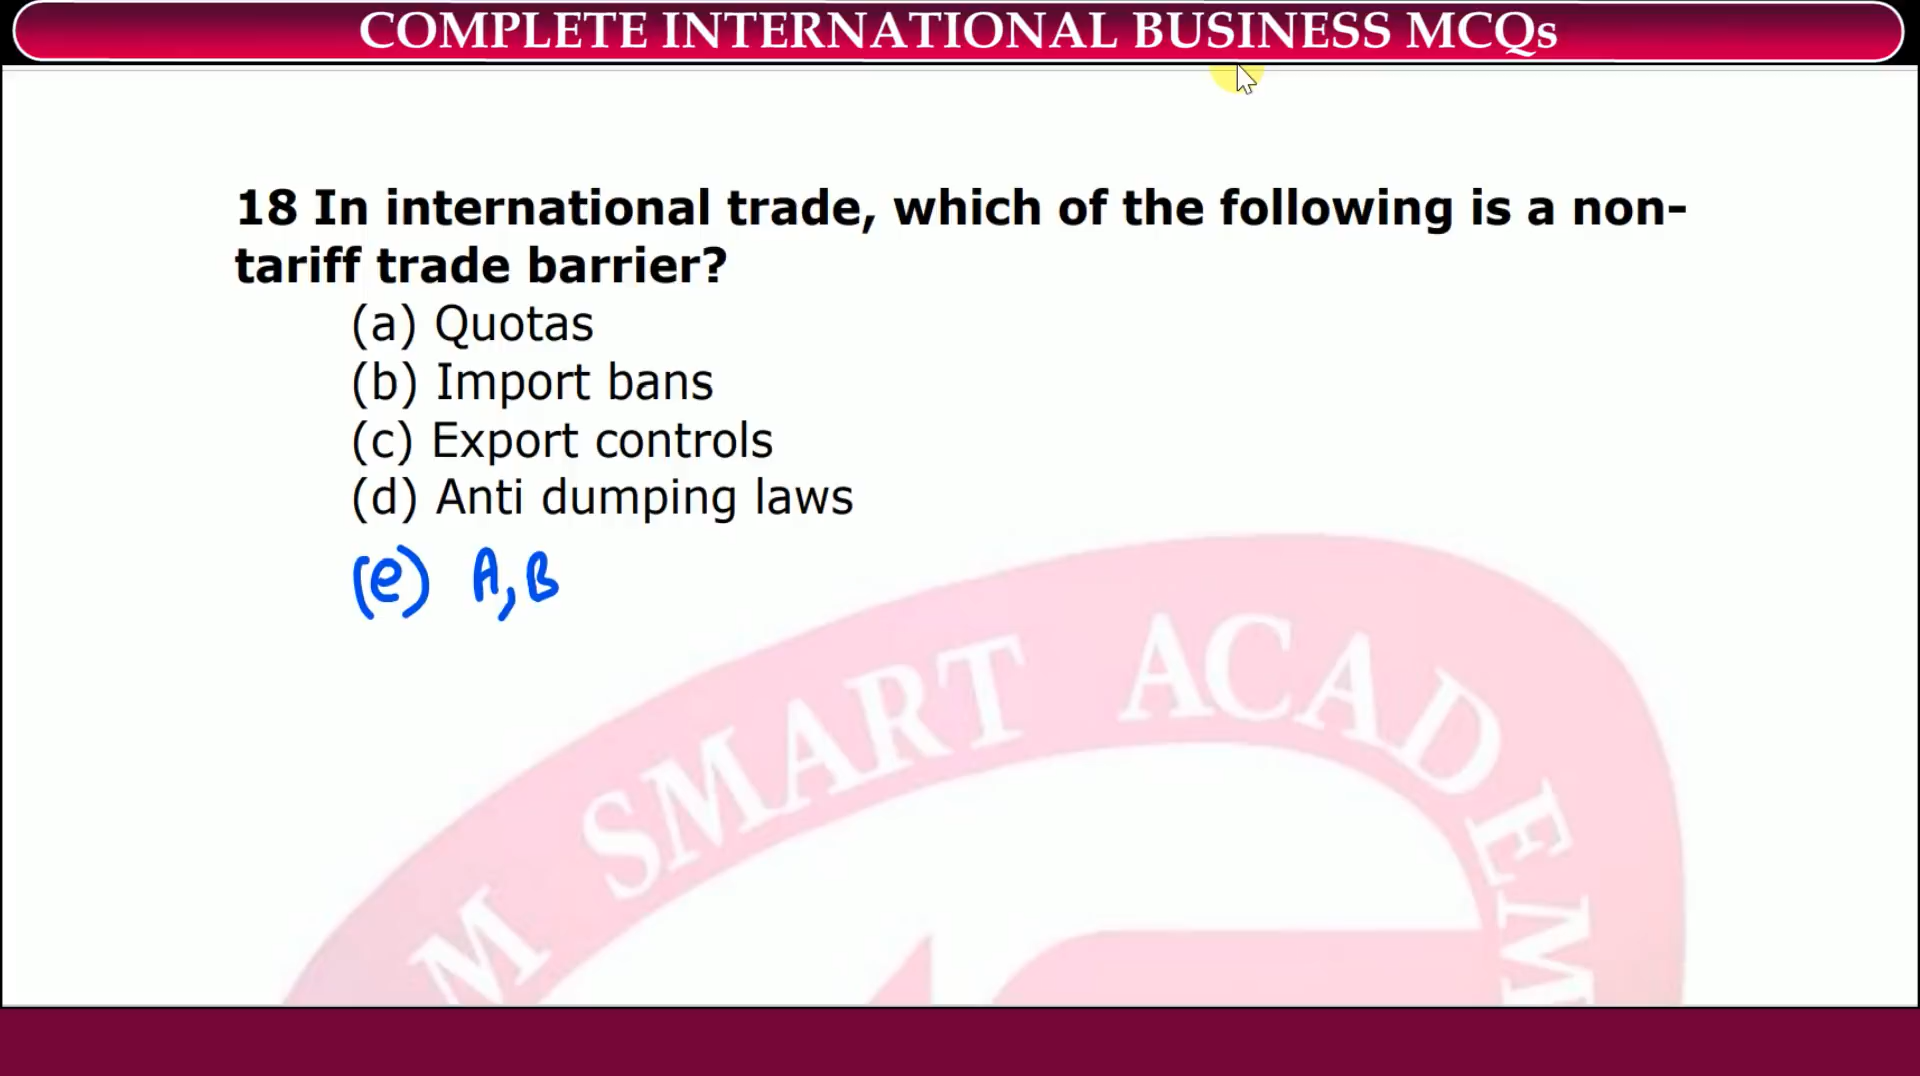 COMPLETE INTERNATIONAL BUSINESS MCQs
18 In international trade, which of the following is a non-
tariff trade barrier?
(a) Quotas
(b) Import bans
(c) Export controls
(d) Anti dumping laws
(e) A, B
M SMART ACADEM